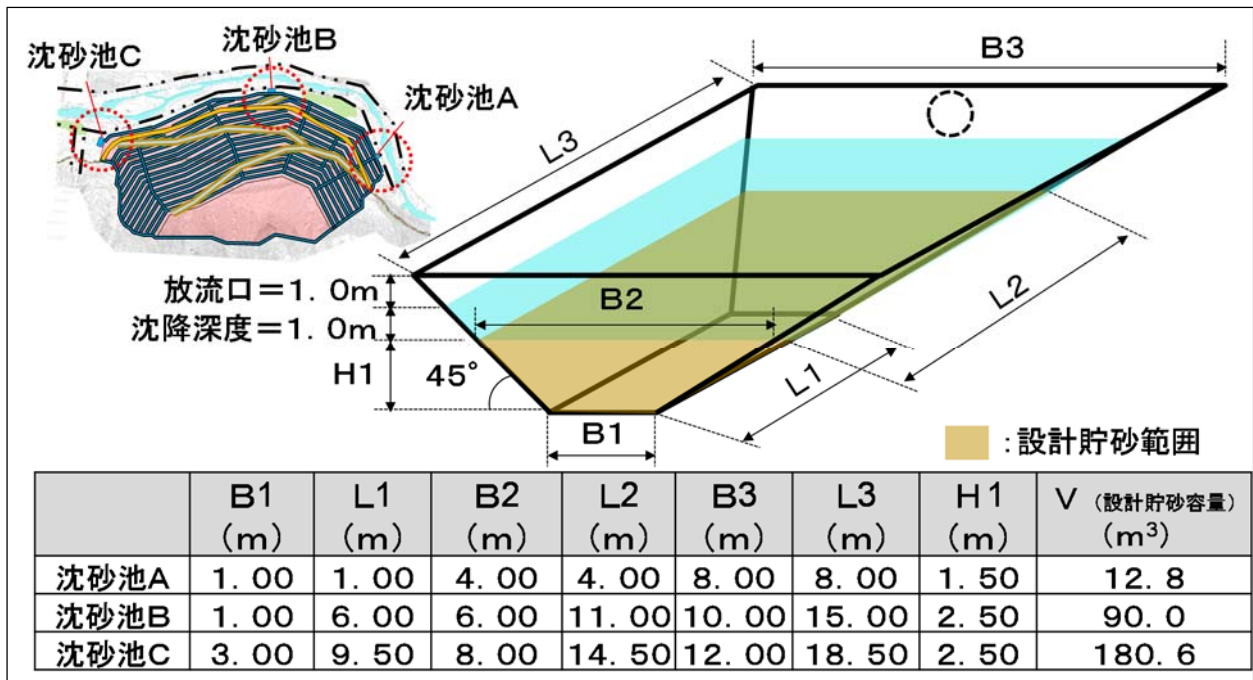 沈砂池B
沈砂池C
沈砂池A
B3
L3
放流口＝1．0m
沈降深度＝1．0m
B2
L2
H1
45°
L1
B1
：設計貯砂範囲
B1 L1 B2 L2 B3 L3 H1 V （設計貯砂容量）
（m） （m） （m） （m） （m） （m） （m） （m³）
沈砂池A 1．00 1．00 4．00 4．00 8．00 8．00 1．50 12．8
沈砂池B 1．00 6．00 6．00 11．00 10．00 15．00 2．50 90．0
沈砂池C 3．00 9．50 8．00 14．50 12．00 18．50 2．50 180．6